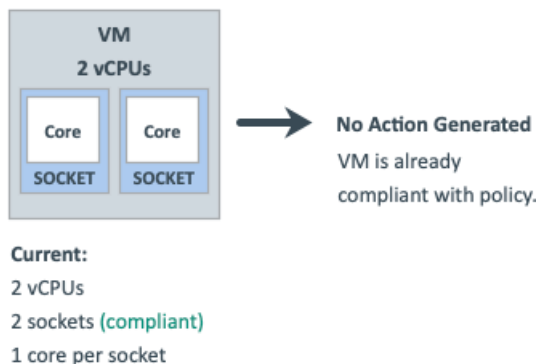 VM
2 vCPUs
Core
Core
SOCKET
SOCKET
No Action Generated
VM is already
compliant with policy.
Current:
2 vCPUs
2 sockets (compliant)
1 core per socket